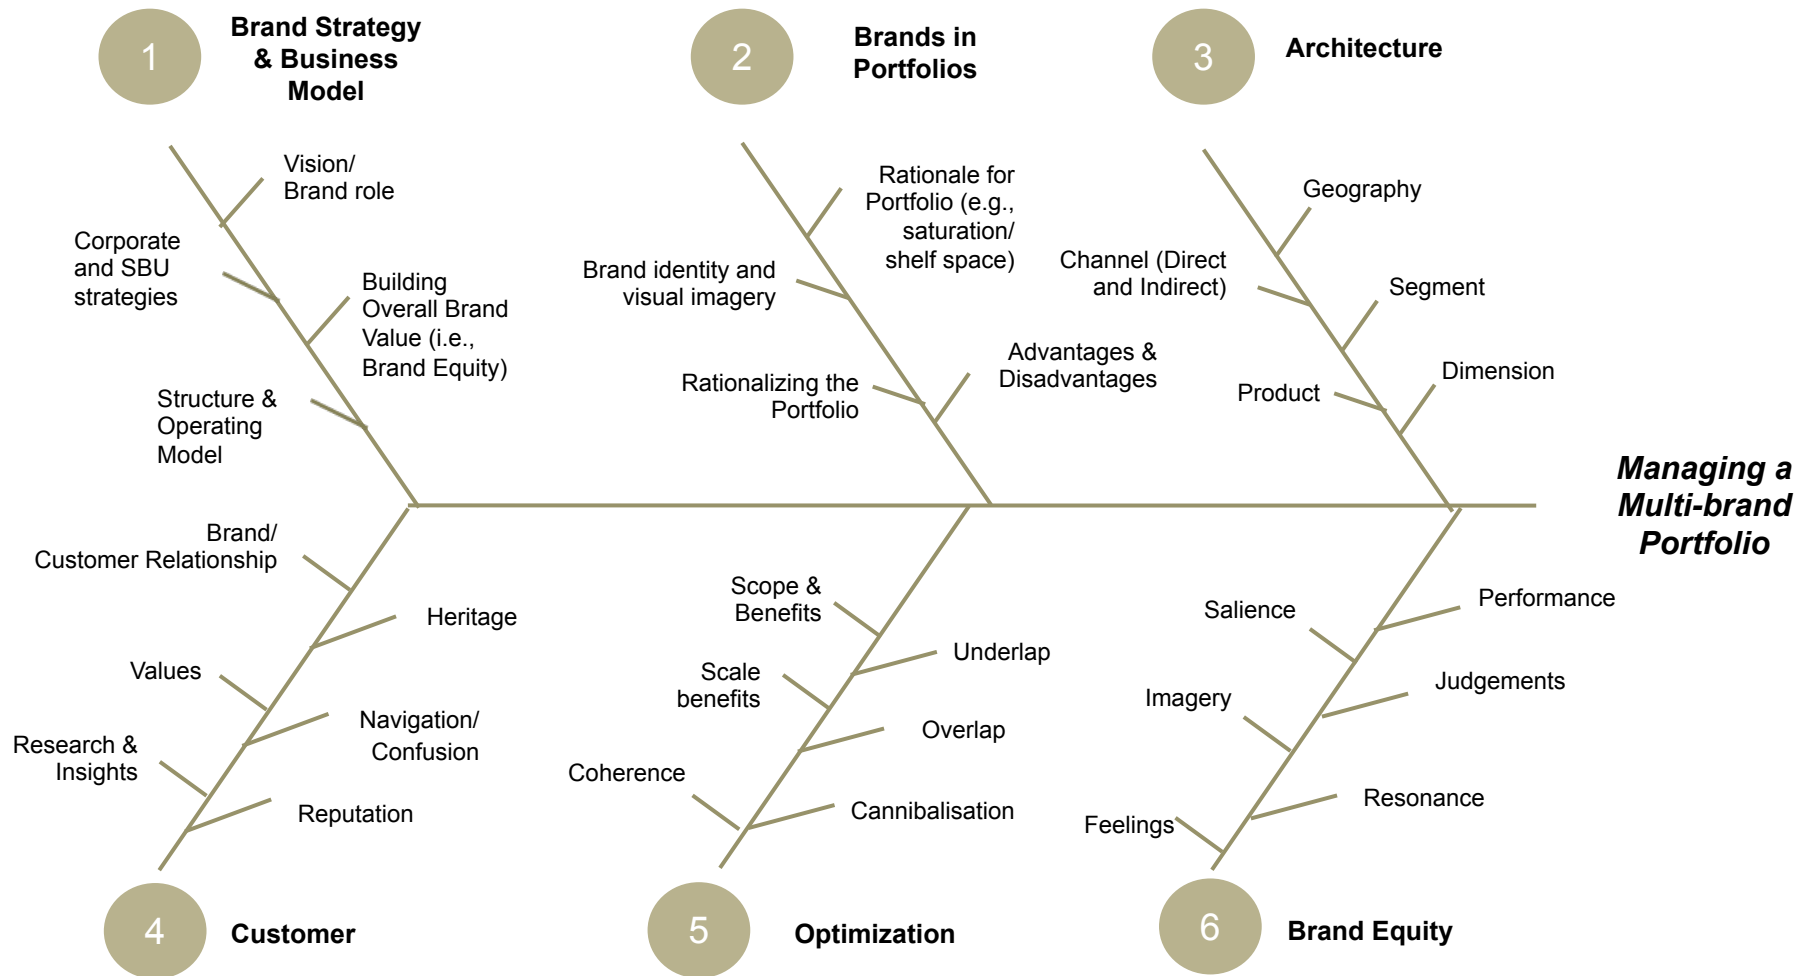 1
Brand Strategy
& Business
Model
2
Brands in
Portfolios
3
Architecture
Vision/
Brand role
Corporate
and SBU
strategies
Building
Overall Brand
Value (i.e.,
Brand Equity)
Structure &
Operating
Model
Rationale for
Portfolio (e.g.,
saturation/
shelf space)
Brand identity and
visual imagery
Advantages &
Disadvantages
Rationalizing the
Portfolio
Geography
Channel (Direct
and Indirect)
Segment
Dimension
Product
Managing a
Multi-brand
Portfolio
Brand/
Customer Relationship
Heritage
Values
Navigation/
Confusion
Research &
Insights
Reputation
Scope &
Benefits
Underlap
Scale
benefits
Overlap
Coherence
Cannibalisation
Salience
Performance
Judgements
Imagery
Resonance
Feelings
4
Customer
5
Optimization
6
Brand Equity